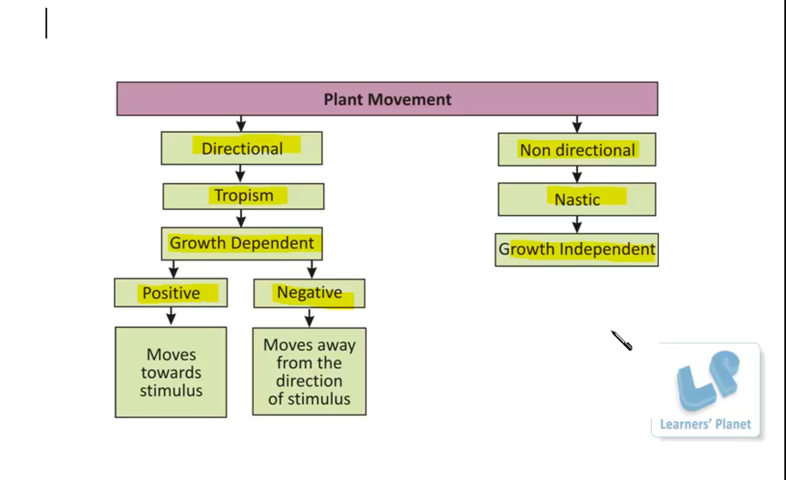 Plant Movement
Directional
Non directional
Tropism
Nastic
Growth Dependent
Growth Independent
Positive
Negative
Moves
towards
stimulus
Moves away
from the
direction
of stimulus
LP
Learners' Planet